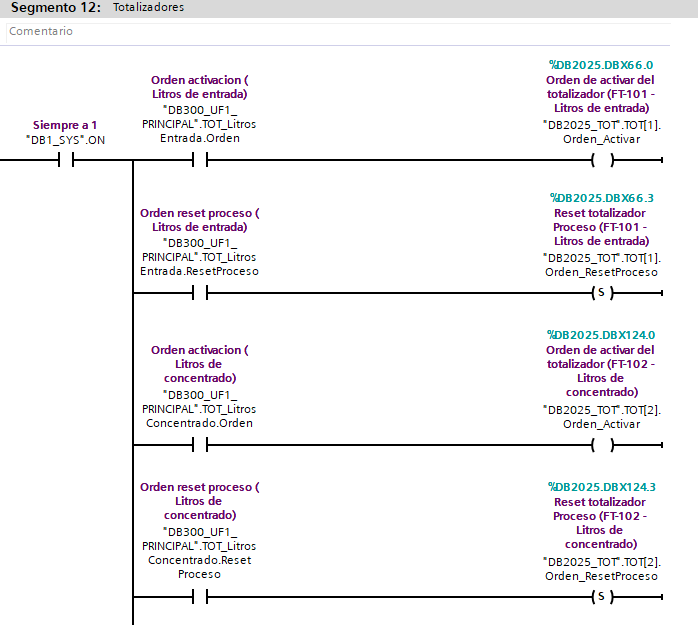 Segmento 12: Totalizadores
Comentario
%DB2025.DBX66.0
Orden activacion (
Litros de entrada)
"DB300_UF1_
PRINCIPAL".TOT_Litros
Entrada.Orden
Orden de activar del
totalizador (FT-101 -
Litros de entrada)
"DB2025_TOT".TOT[1].
Orden_Activar
Siempre a 1
"DB1_SYS".ON
%DB2025.DBX66.3
Orden reset proceso (
Litros de entrada)
"DB300_UF1_
PRINCIPAL".TOT_Litros
Entrada.ResetProceso
Reset totalizador
Proceso (FT-101 -
Litros de entrada)
"DB2025_TOT".TOT[1].
Orden_ResetProceso
S
%DB2025.DBX124.0
Orden activacion (
Litros de
concentrado)
"DB300_UF1_
PRINCIPAL".TOT_Litros
Concentrado.Orden
Orden de activar del
totalizador (FT-102 -
Litros de
concentrado)
"DB2025_TOT".TOT[2].
Orden_Activar
%DB2025.DBX124.3
Orden reset proceso (
Litros de
concentrado)
"DB300_UF1_
PRINCIPAL".TOT_Litros
Concentrado.Reset
Proceso
Reset totalizador
Proceso (FT-102 -
Litros de
concentrado)
"DB2025_TOT".TOT[2].
Orden_ResetProceso
S